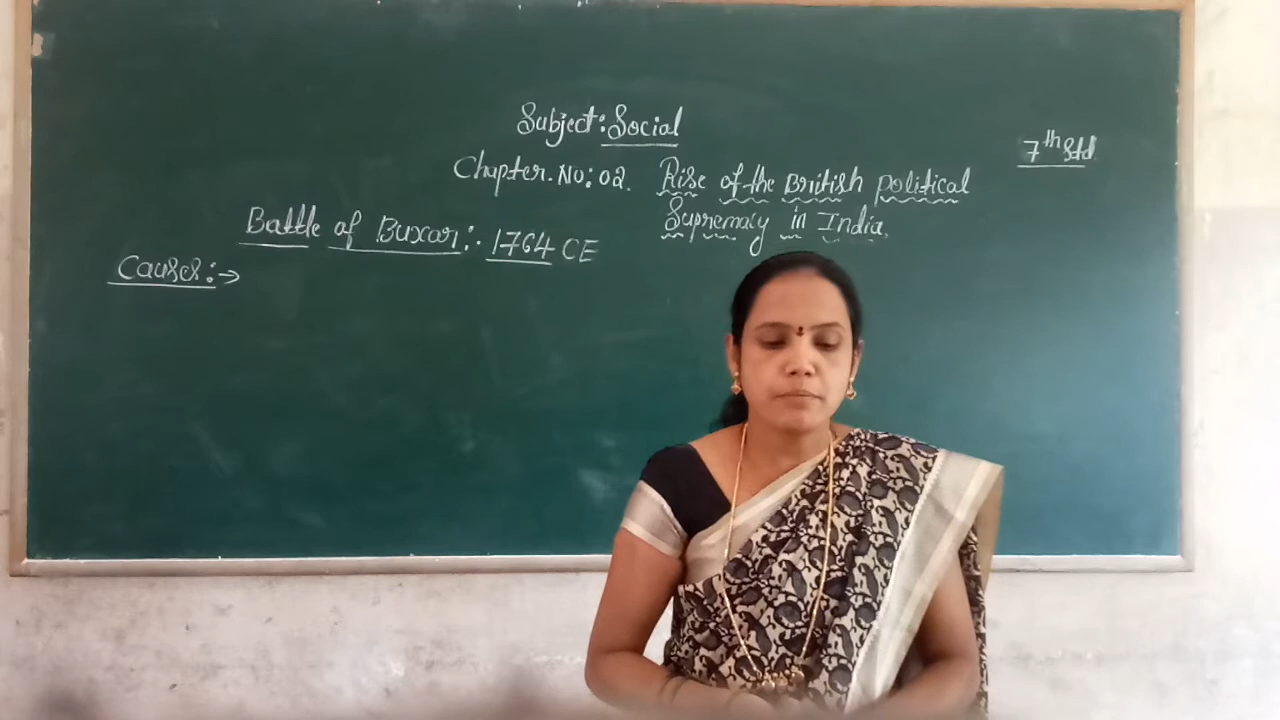 Subject: Social
7th Std
Chapter. No: 02. Rise of the British political
Supremacy in India.
Battle of Buxar:- 1764 CE
Causes:→